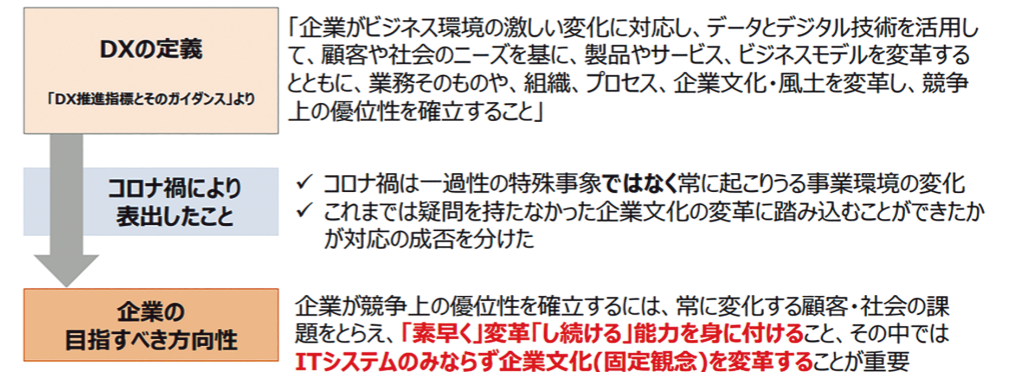 DXの定義
「DX推進指標とそのガイダンス」より
「企業がビジネス環境の激しい変化に対応し、データとデジタル技術を活用し
て、顧客や社会のニーズを基に、製品やサービス、ビジネスモデルを変革する
とともに、業務そのものや、組織、プロセス、企業文化・風土を変革し、競争
上の優位性を確立すること」
コロナ禍により
表出したこと
✓ コロナ禍は一過性の特殊事象ではなく常に起こりうる事業環境の変化
✓ これまでは疑問を持たなかった企業文化の変革に踏み込むことができたか
が対応の成否を分けた
企業の
目指すべき方向性
企業が競争上の優位性を確立するには、常に変化する顧客・社会の課
題をとらえ、「素早く」変革「し続ける」能力を身に付けること、その中では
ITシステムのみならず企業文化(固定観念)を変革することが重要